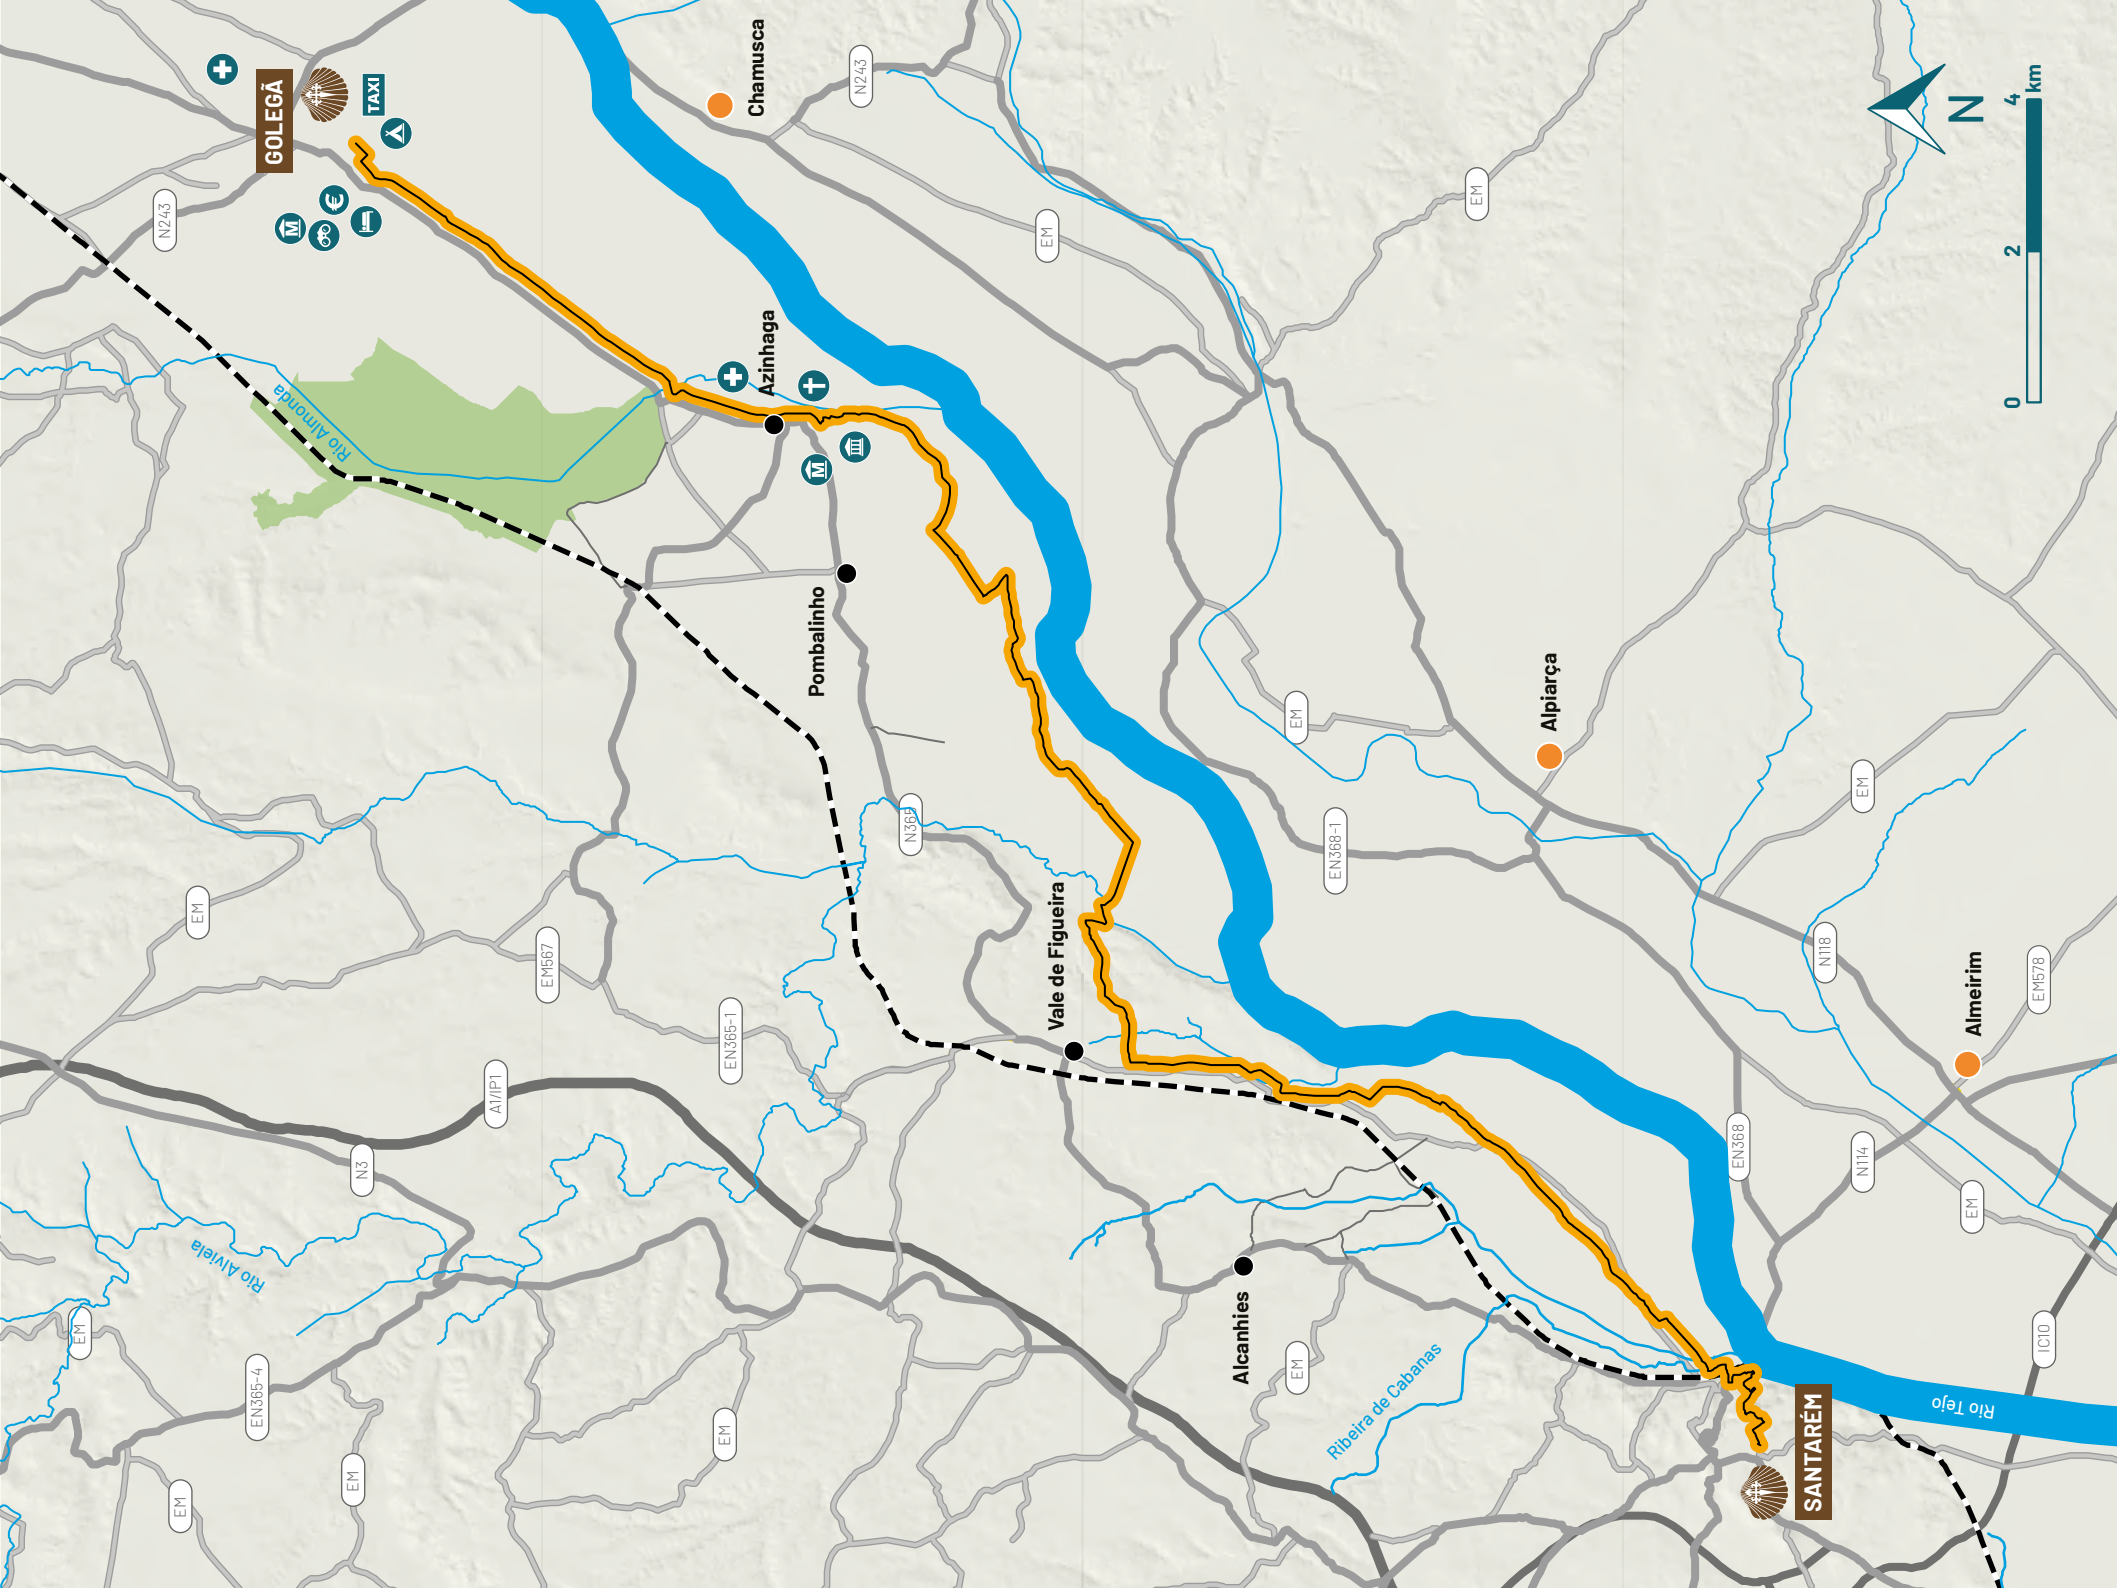 GOLEGÃ
TAXI
M
€
N243
Chamusca
N243
EM
EM
N
0
2
4
km
Rio Almonda
Azinhaga
M
Pombalinho
N365
EM
EN368-1
Alpiarça
EM
EM
EM567
EN365-1
Vale de Figueira
N118
EM578
Almeirim
A1/IP1
N3
EN368
N114
EM
Rio Alviela
EM
EN365-4
EM
EM
EM
Alcanhies
EM
Ribeira de Cabanas
SANTARÉM
Rio Tejo
IC10